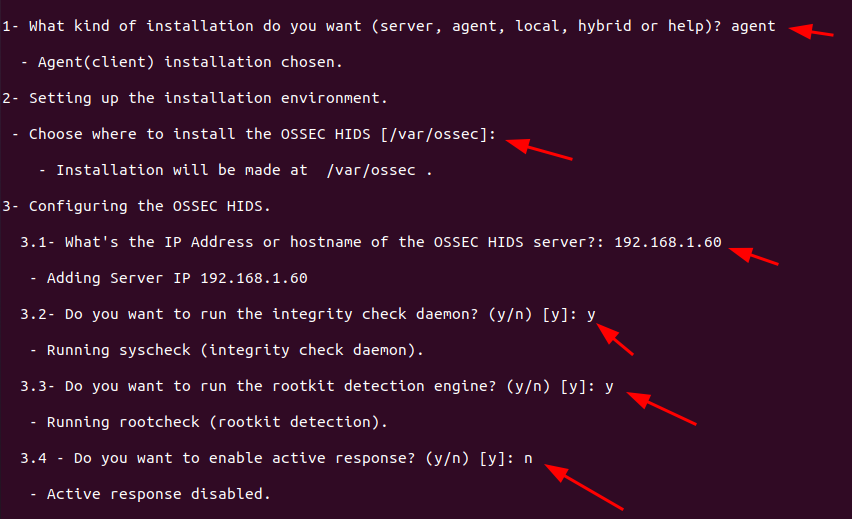 1- What kind of installation do you want (server, agent, local, hybrid or help)? agent
- Agent(client) installation chosen.
2- Setting up the installation environment.
- Choose where to install the OSSEC HIDS [/var/ossec]:
- Installation will be made at  /var/ossec .
3- Configuring the OSSEC HIDS.
3.1- What's the IP Address or hostname of the OSSEC HIDS server?: 192.168.1.60
- Adding Server IP 192.168.1.60
3.2- Do you want to run the integrity check daemon? (y/n) [y]: y
- Running syscheck (integrity check daemon).
3.3- Do you want to run the rootkit detection engine? (y/n) [y]: y
- Running rootcheck (rootkit detection).
3.4 - Do you want to enable active response? (y/n) [y]: n
- Active response disabled.